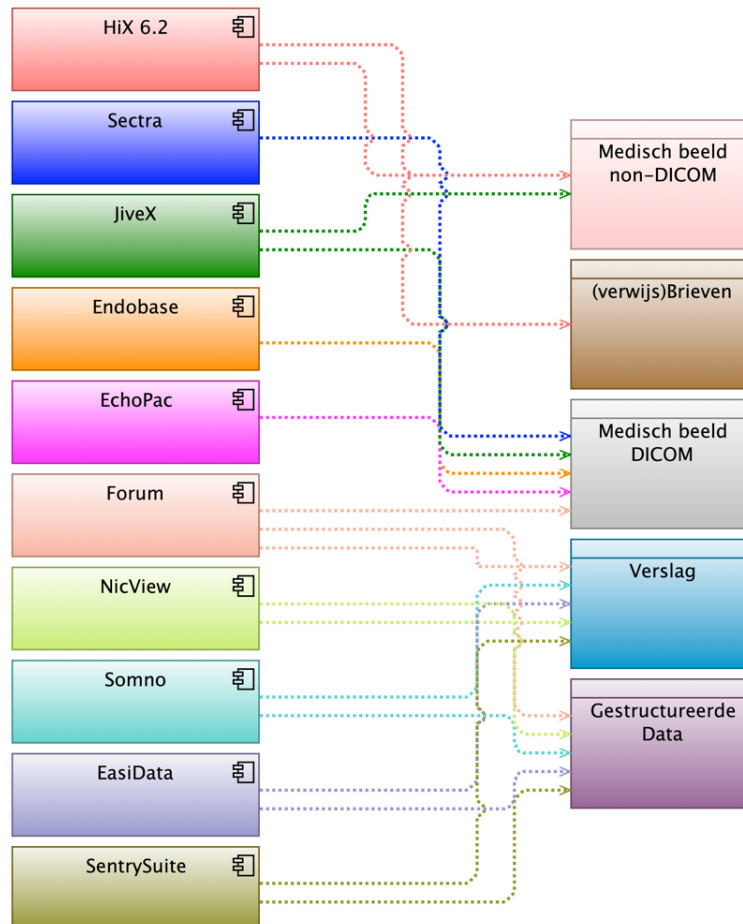 HiX 6.2
Sectra
JiveX
Endobase
EchoPac
Forum
NicView
Somno
EasiData
SentrySuite
Medisch beeld
non-DICOM
(verwijs)Brieven
Medisch beeld
DICOM
Verslag
Gestructureerde
Data